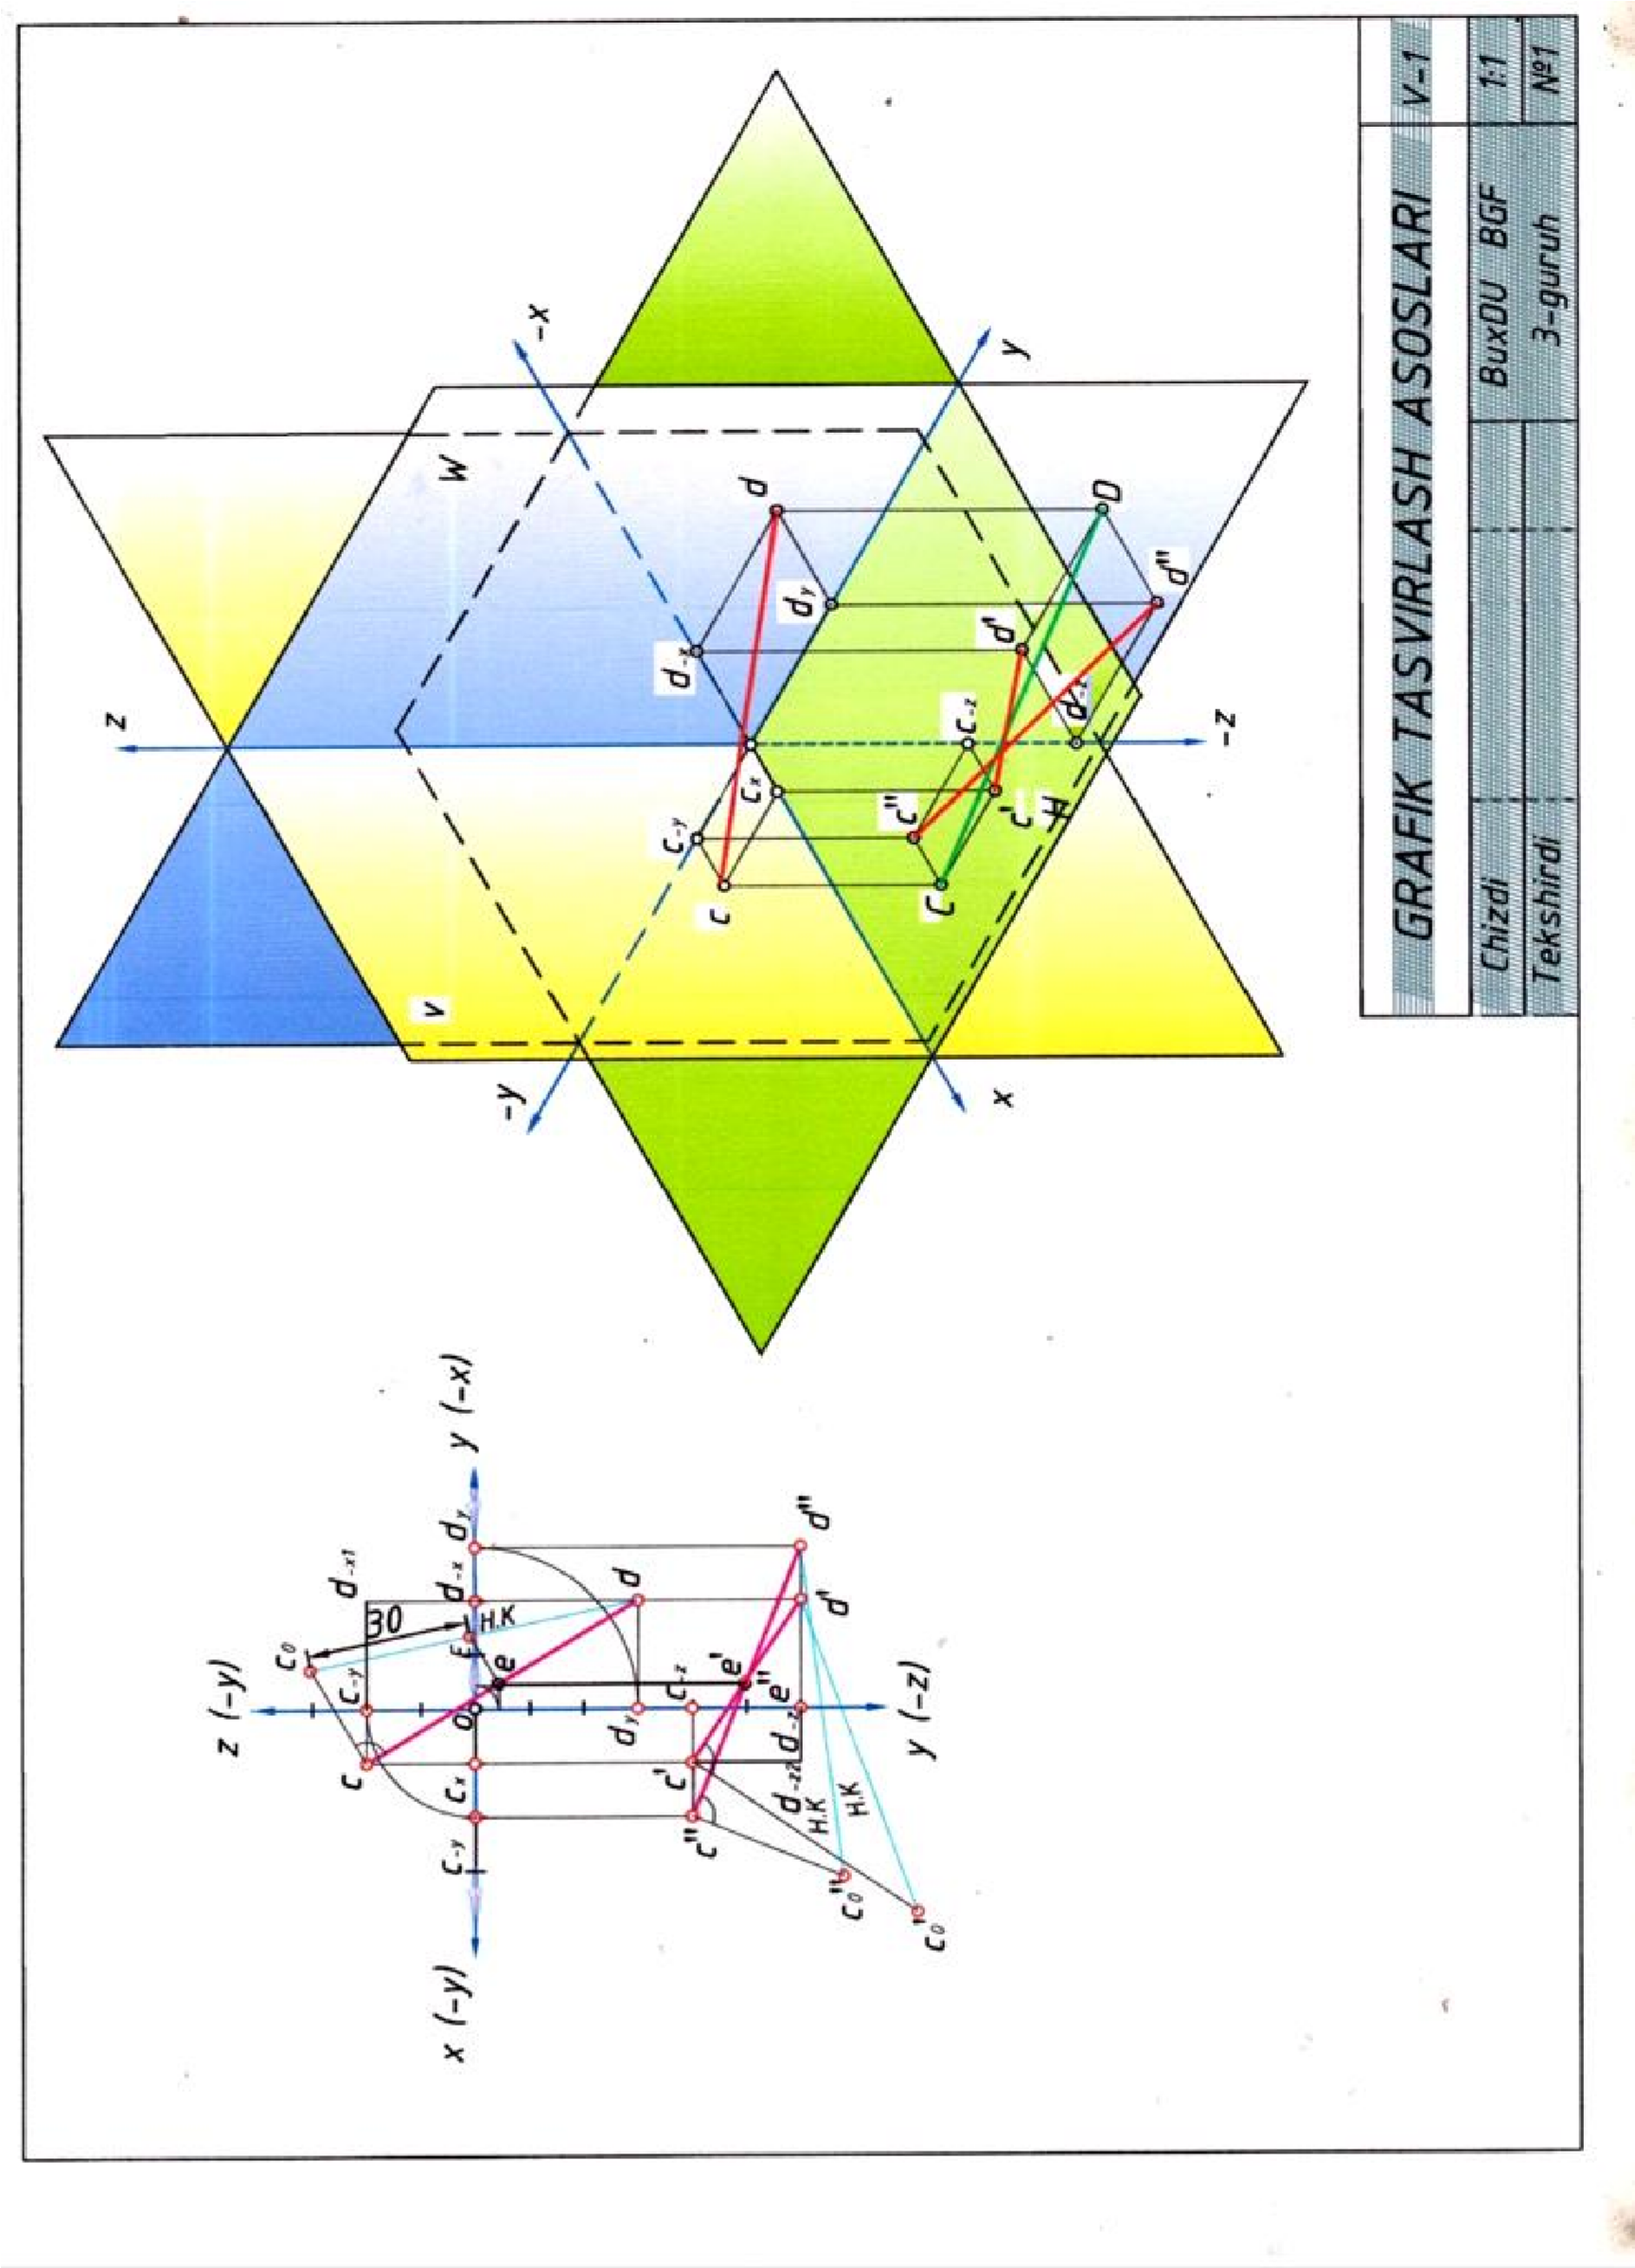 z (-y)
C₀
d-x1
C
C-y
30
x (-y)
C-y
Cx
O
E
d-x
dy
y (-x)
H.K
e
dy
d
C''
C'
C-z
e'
e''
d-z2
d-z
d'
d''
H.K
H.K
C₀''
C₀'
y (-z)
z
V
W
-y
-x
C-y
d-x
C
Cx
d
dy
C''
C
C-z
d'
C'
H
d-z
x
y
D
d''
-z
GRAFIK TASVIRLASH ASOSLARI V-1
Chizdi BuxDU BGF 1:1
Tekshirdi 3-guruh №1